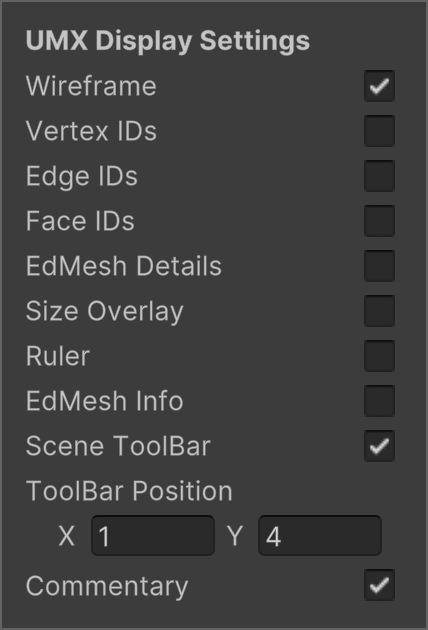 UMX Display Settings
Wireframe
Vertex IDs
Edge IDs
Face IDs
EdMesh Details
Size Overlay
Ruler
EdMesh Info
Scene ToolBar
ToolBar Position
X 1 Y 4
Commentary